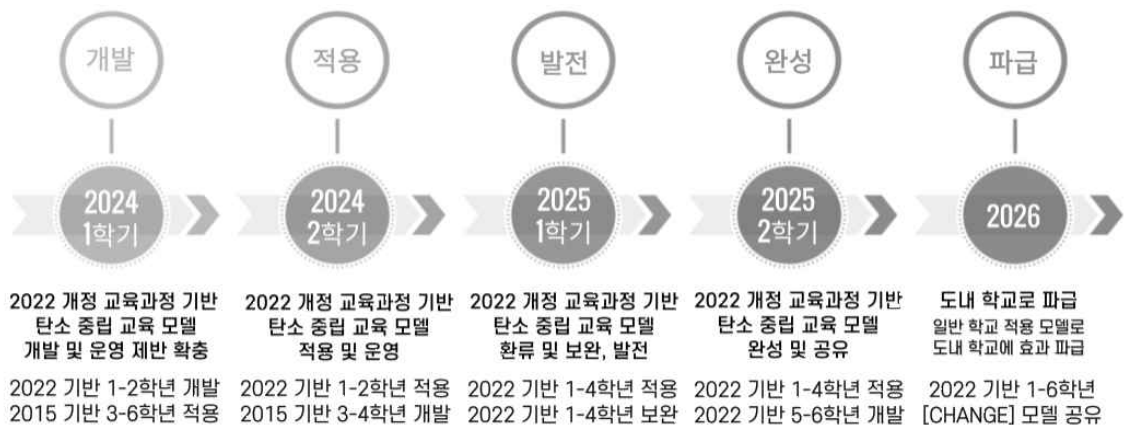 개발
적용
발전
완성
파급
2024
1학기
2024
2학기
2025
1학기
2025
2학기
2026
2022 개정 교육과정 기반
탄소 중립 교육 모델
개발 및 운영 제반 확충
2022 기반 1-2학년 개발
2015 기반 3-6학년 적용
2022 개정 교육과정 기반
탄소 중립 교육 모델
적용 및 운영
2022 기반 1-2학년 적용
2015 기반 3-4학년 개발
2022 개정 교육과정 기반
탄소 중립 교육 모델
환류 및 보완, 발전
2022 기반 1-4학년 적용
2022 기반 1-4학년 보완
2022 개정 교육과정 기반
탄소 중립 교육 모델
완성 및 공유
2022 기반 1-4학년 적용
2022 기반 5-6학년 개발
도내 학교로 파급
일반 학교 적용 모델로
도내 학교에 효과 파급
2022 기반 1-6학년
[CHANGE] 모델 공유